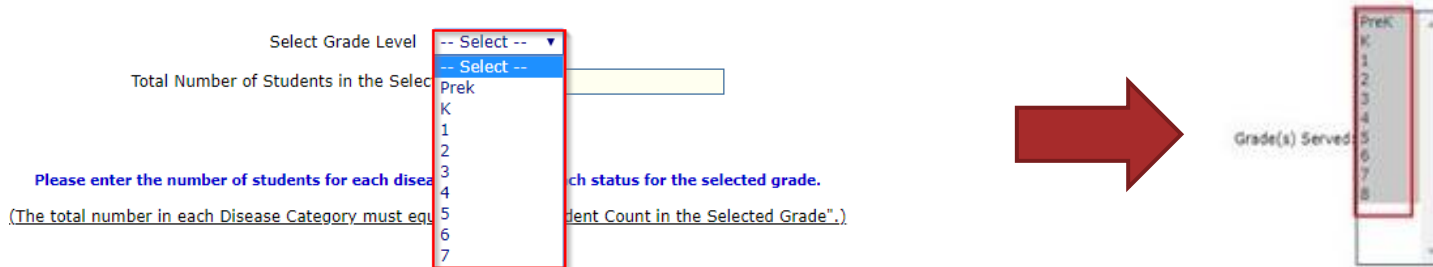 Select Grade Level -- Select --
-- Select --
Total Number of Students in the Selec
Prek
K
1
2
3
4
5
6
7
Please enter the number of students for each disea ch status for the selected grade.
(The total number in each Disease Category must equ dent Count in the Selected Grade".)
Grade(s) Served:
PreK
K
1
2
3
4
5
6
7
8